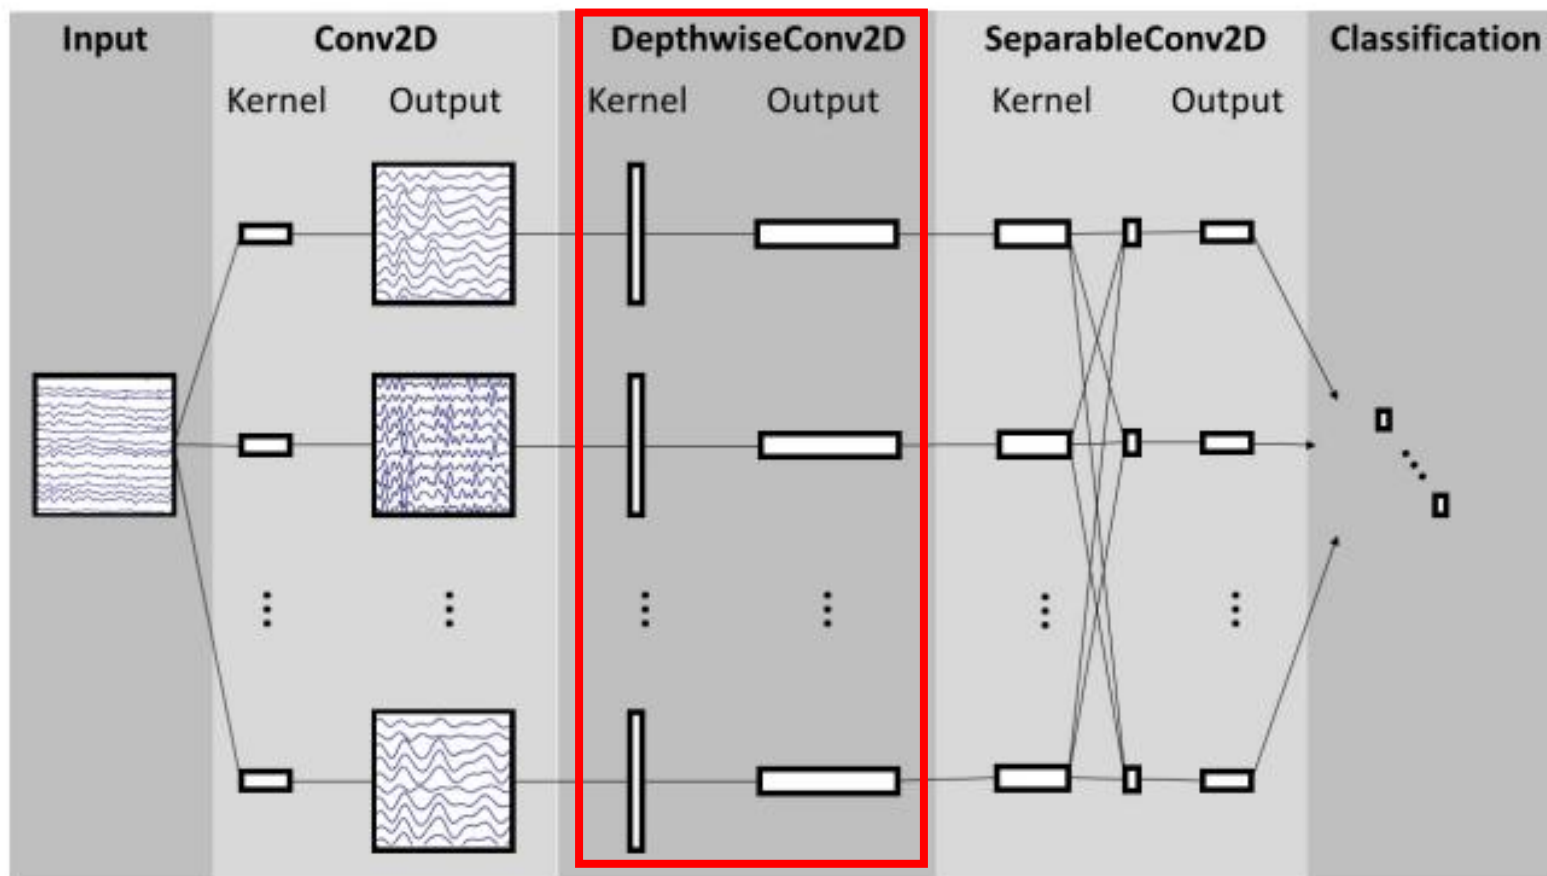 Input Conv2D DepthwiseConv2D SeparableConv2D Classification
Kernel Output Kernel Output Kernel Output